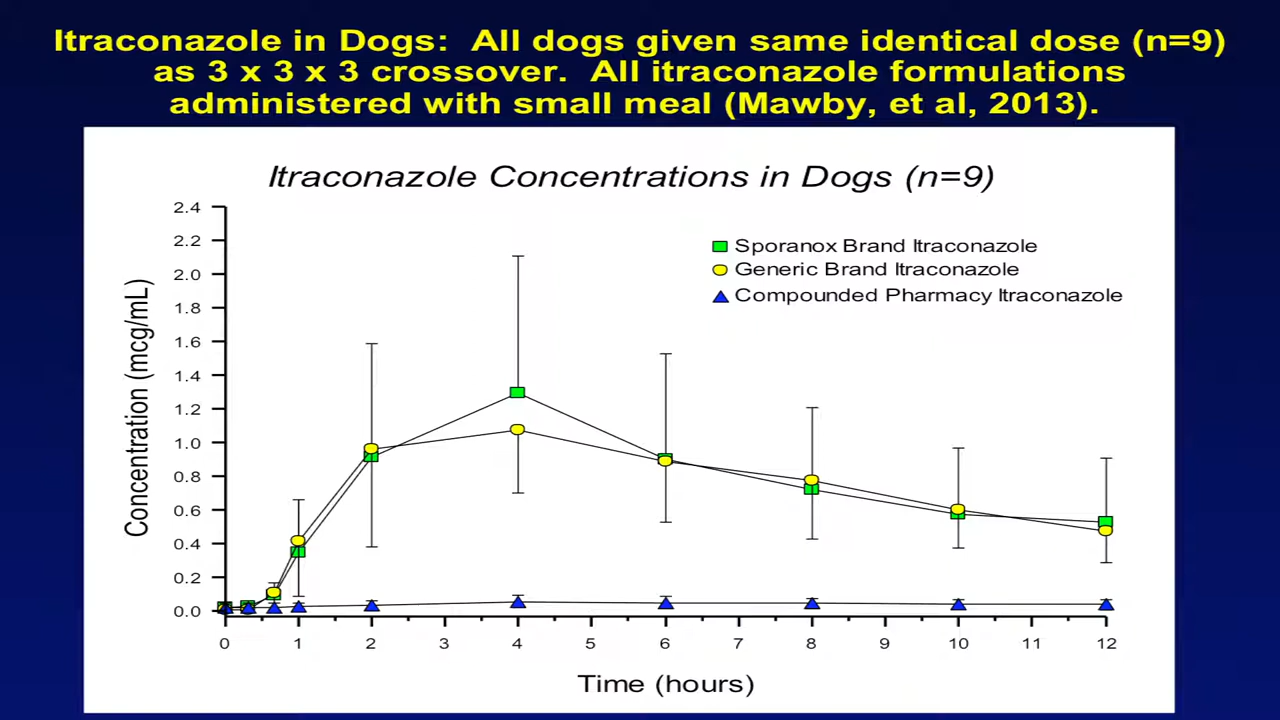 Itraconazole in Dogs:  All dogs given same identical dose (n=9)
as 3 x 3 x 3 crossover.  All itraconazole formulations
administered with small meal (Mawby, et al, 2013).
Itraconazole Concentrations in Dogs (n=9)
Sporanox Brand Itraconazole
Generic Brand Itraconazole
Compounded Pharmacy Itraconazole
Concentration (mcg/mL)
2.4
2.2
2.0
1.8
1.6
1.4
1.2
1.0
0.8
0.6
0.4
0.2
0.0
0 1 2 3 4 5 6 7 8 9 10 11 12
Time (hours)